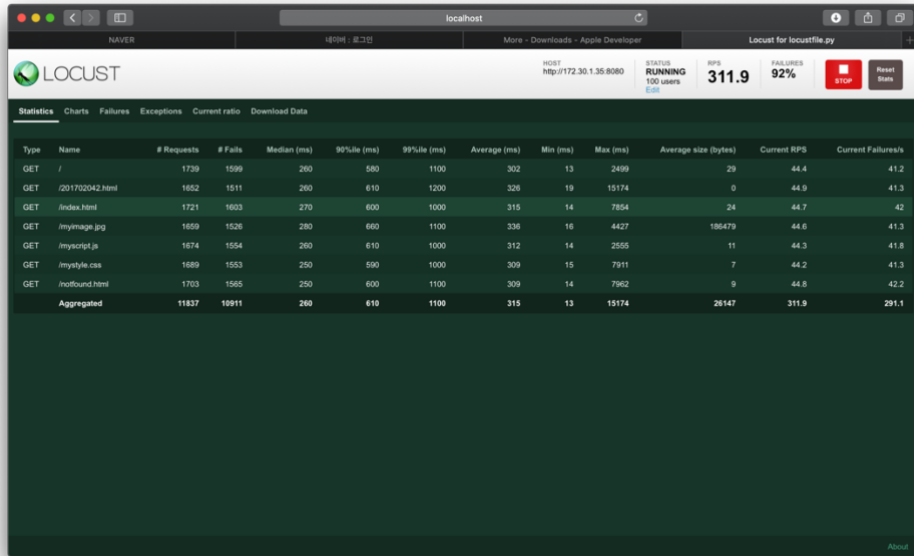 localhost
NAVER
네이버 : 로그인
More - Downloads - Apple Developer
Locust for locustfile.py
LOCUST
HOST
http://172.30.1.35:8080
STATUS
RUNNING
100 users
Edit
RPS
311.9
FAILURES
92%
STOP
Reset Stats
Statistics Charts Failures Exceptions Current ratio Download Data
Type Name # Requests # Fails Median (ms) 90%ile (ms) 99%ile (ms) Average (ms) Min (ms) Max (ms) Average size (bytes) Current RPS Current Failures/s
GET / 1739 1599 260 580 1100 302 13 2499 29 44.4 41.2
GET /201702042.html 1652 1511 260 610 1200 326 19 15174 0 44.9 41.3
GET /index.html 1721 1603 270 600 1000 315 14 7854 24 44.7 42
GET /myimage.jpg 1659 1526 280 660 1100 336 16 4427 186479 44.6 41.3
GET /myscript.js 1674 1554 260 610 1000 312 14 2555 11 44.3 41.8
GET /mystyle.css 1689 1553 250 590 1000 309 15 7911 7 44.2 41.3
GET /notfound.html 1703 1565 250 600 1100 309 14 7962 9 44.8 42.2
Aggregated 11837 10911 260 610 1100 315 13 15174 26147 311.9 291.1
About